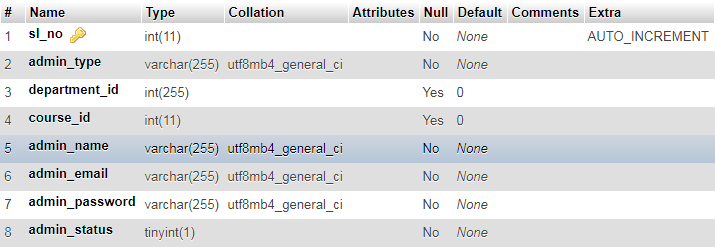 # Name Type Collation Attributes Null Default Comments Extra
1 sl_no int(11) No None AUTO_INCREMENT
2 admin_type varchar(255) utf8mb4_general_ci No None
3 department_id int(255) Yes 0
4 course_id int(11) Yes 0
5 admin_name varchar(255) utf8mb4_general_ci No None
6 admin_email varchar(255) utf8mb4_general_ci No None
7 admin_password varchar(255) utf8mb4_general_ci No None
8 admin_status tinyint(1) No None